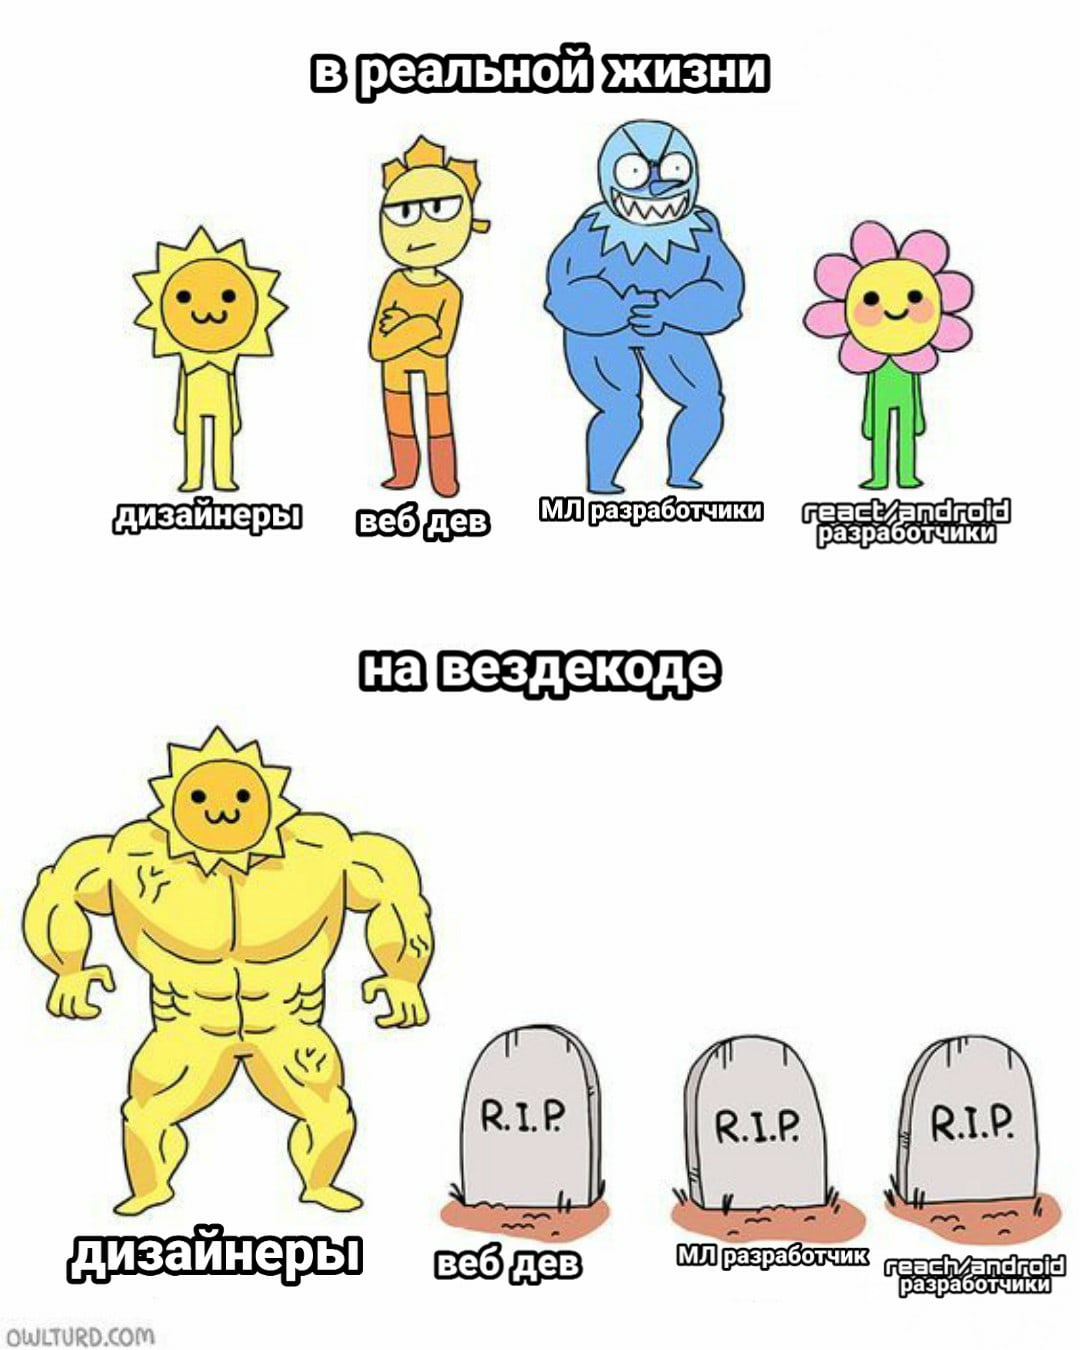 в реальной жизни
дизайнеры
веб дев
МЛ разработчики
react/android
разработчики
на вездекоде
R.I.P.
R.I.P.
R.I.P.
дизайнеры
веб дев
МЛ разработчик
reach/android
разработчики
OWLTURD.COM